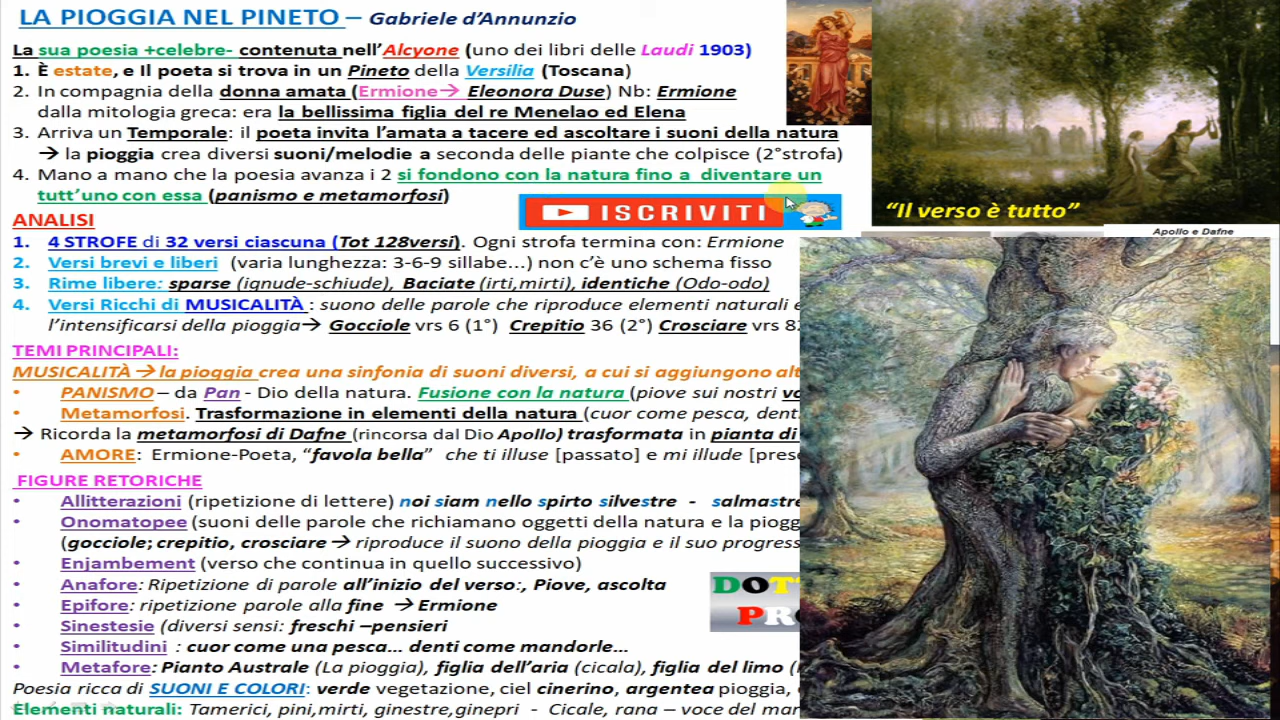 LA PIOGGIA NEL PINETO – Gabriele d’Annunzio
La sua poesia +celebre- contenuta nell’Alcyone (uno dei libri delle Laudi 1903)
1. È estate, e Il poeta si trova in un Pineto della Versilia (Toscana)
2. In compagnia della donna amata (Ermione→ Eleonora Duse) Nb: Ermione
dalla mitologia greca: era la bellissima figlia del re Menelao ed Elena
3. Arriva un Temporale: il poeta invita l’amata a tacere ed ascoltare i suoni della natura
→ la pioggia crea diversi suoni/melodie a seconda delle piante che colpisce (2°strofa)
4. Mano a mano che la poesia avanza i 2 si fondono con la natura fino a diventare un
tutt’uno con essa (panismo e metamorfosi)
ISCRIVITI
“Il verso è tutto”
Apollo e Dafne
ANALISI
1. 4 STROFE di 32 versi ciascuna (Tot 128versi). Ogni strofa termina con: Ermione
2. Versi brevi e liberi (varia lunghezza: 3-6-9 sillabe...) non c’è uno schema fisso
3. Rime libere: sparse (ignude-schiude), Baciate (irti,mirti), identiche (Odo-odo)
4. Versi Ricchi di MUSICALITÀ : suono delle parole che riproduce elementi naturali e
l’intensificarsi della pioggia→ Gocciole vrs 6 (1°) Crepitio 36 (2°) Crosciare vrs
TEMI PRINCIPALI:
MUSICALITÀ → la pioggia crea una sinfonia di suoni diversi, a cui si aggiungono
• PANISMO – da Pan - Dio della natura. Fusione con la natura (piove sui nostri
• Metamorfosi. Trasformazione in elementi della natura (cuor come pesca,
→ Ricorda la metamorfosi di Dafne (rincorsa dal Dio Apollo) trasformata in pianta di
• AMORE: Ermione-Poeta, “favola bella” che ti illuse [passato] e mi illude
FIGURE RETORICHE
• Allitterazioni (ripetizione di lettere) noi siam nello spirto silvestre - salmastre
• Onomatopee (suoni delle parole che richiamano oggetti della natura e la
(gocciole; crepitio, crosciare → riproduce il suono della pioggia e il suo
• Enjambement (verso che continua in quello successivo)
• Anafore: Ripetizione di parole all’inizio del verso:, Piove, ascolta
• Epifore: ripetizione parole alla fine → Ermione
• Sinestesie (diversi sensi: freschi –pensieri
• Similitudini : cuor come una pesca... denti come mandorle...
• Metafore: Pianto Australe (La pioggia), figlia dell’aria (cicala), figlia del limo
Poesia ricca di SUONI E COLORI: verde vegetazione, ciel cinerino, argentea pioggia,
Elementi naturali: Tamerici, pini,mirti, ginestre,ginepri - Cicale, rana – voce del